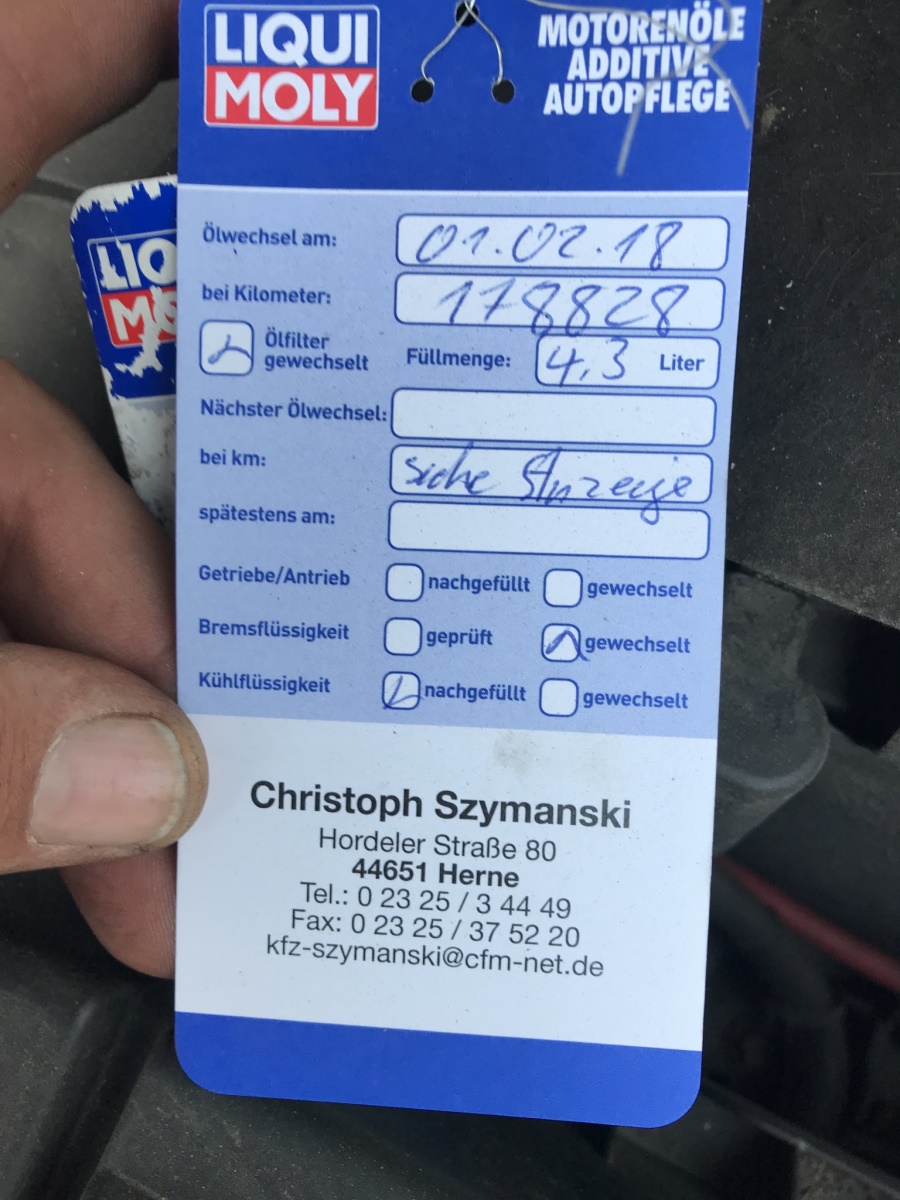 LIQUI
MOLY
MOTORENÖLE
ADDITIVE
AUTOPFLEGE
LIQ
MO
Ölwechsel am: 01.02.18
bei Kilometer: 178828
Ölfilter
gewechselt
Füllmenge: 4,3 Liter
Nächster Ölwechsel:
bei km: siehe Anzeige
spätestens am:
Getriebe/Antrieb nachgefüllt gewechselt
Bremsflüssigkeit geprüft gewechselt
Kühlflüssigkeit nachgefüllt gewechselt
Christoph Szymanski
Hordeler Straße 80
44651 Herne
Tel.: 0 23 25 / 3 44 49
Fax: 0 23 25 / 37 52 20
kfz-szymanski@cfm-net.de